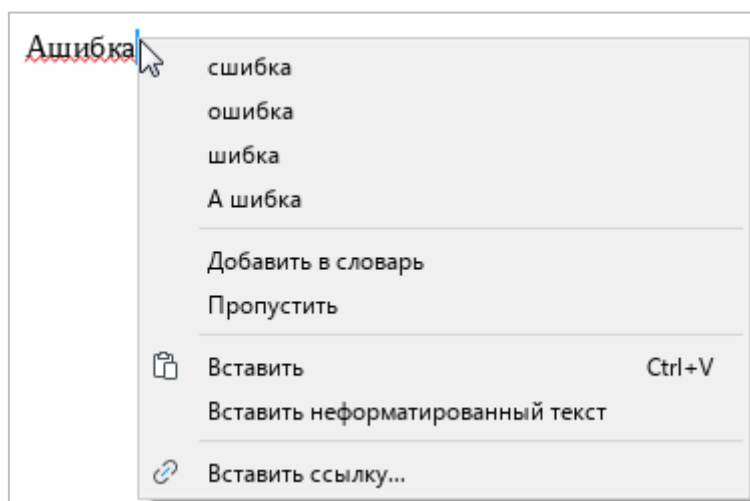 Ашибка
сшибка
ошибка
шибка
А шибка
Добавить в словарь
Пропустить
Вставить Ctrl+V
Вставить неформатированный текст
Вставить ссылку...